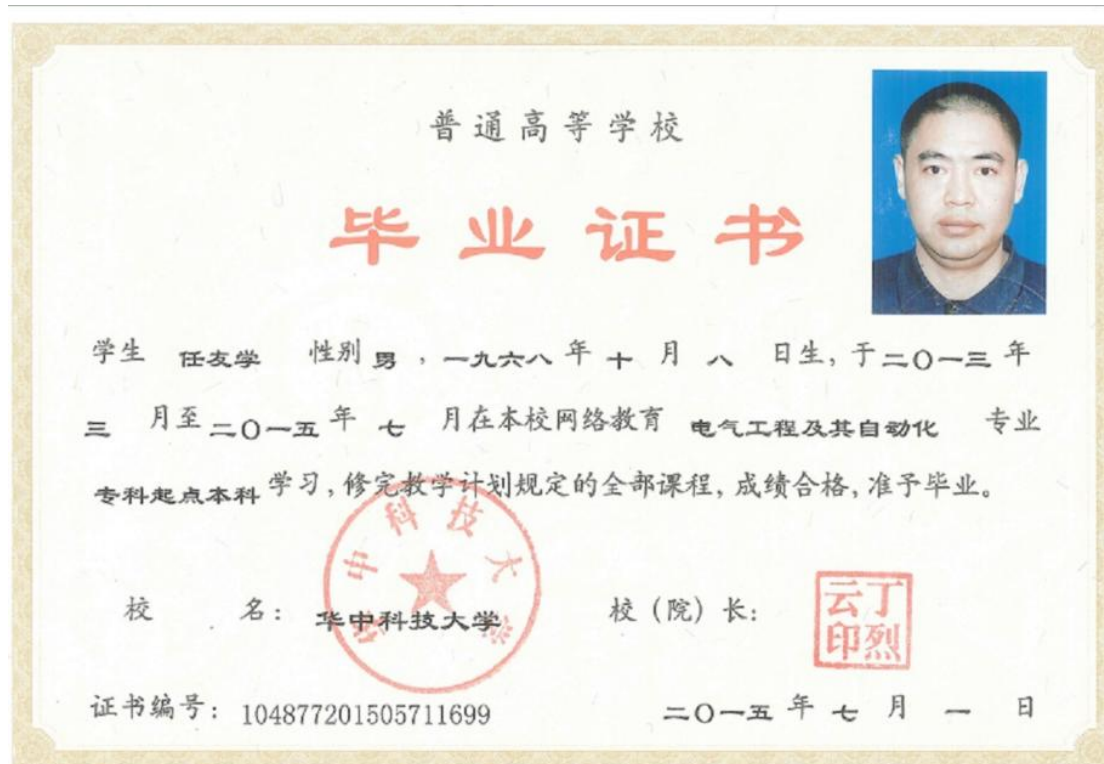 普通高等学校
毕业证书
学生 任友学 性别 男,一九六八 年 十 月 八 日生,于二〇一三 年
三 月至 二〇一五 年 七 月在本校网络教育 电气工程及其自动化 专业
专科起点本科 学习,修完教学计划规定的全部课程,成绩合格,准予毕业。
华中科技大学
校 名: 华中科技大学 校(院)长: 丁烈云印
证书编号: 104877201505711699 二〇一五 年 七 月 一 日